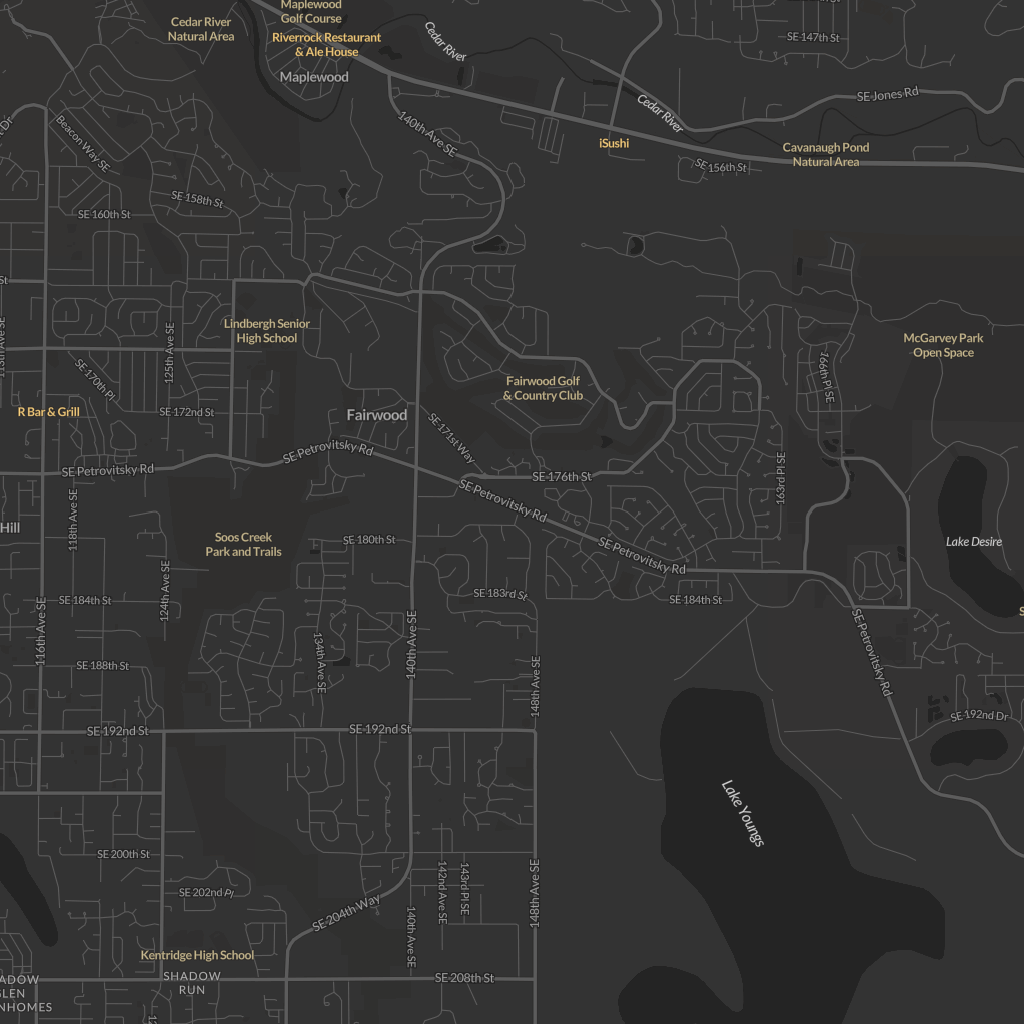 Maplewood
Golf Course
Cedar River
Natural Area
Riverrock Restaurant
& Ale House
Cedar River
SE 147th St
Maplewood
SE Jones Rd
Cedar River
Beacon Way SE
140th Ave SE
iSushi
Cavanaugh Pond
Natural Area
SE 156th St
SE 158th St
SE 160th St
Lindbergh Senior
High School
McGarvey Park
Open Space
125th Ave SE
SE 170th Pl
166th Pl SE
Fairwood Golf
& Country Club
R Bar & Grill
SE 172nd St
Fairwood
SE 171st Way
SE Petrovitsky Rd
SE Petrovitsky Rd
SE 176th St
163rd Pl SE
SE Petrovitsky Rd
118th Ave SE
Hill
Soos Creek
Park and Trails
SE 180th St
SE Petrovitsky Rd
Lake Desire
124th Ave SE
SE 183rd St
SE 184th St
SE 184th St
116th Ave SE
134th Ave SE
140th Ave SE
SE Petrovitsky Rd
SE 188th St
148th Ave SE
SE 192nd Dr
SE 192nd St
SE 192nd St
Lake Youngs
SE 200th St
142nd Ave SE
143rd Pl SE
148th Ave SE
SE 202nd Pl
SE 204th Way
140th Ave SE
Kentridge High School
SHADOW
RUN
SE 208th St
ADOW
LEN
NHOMES